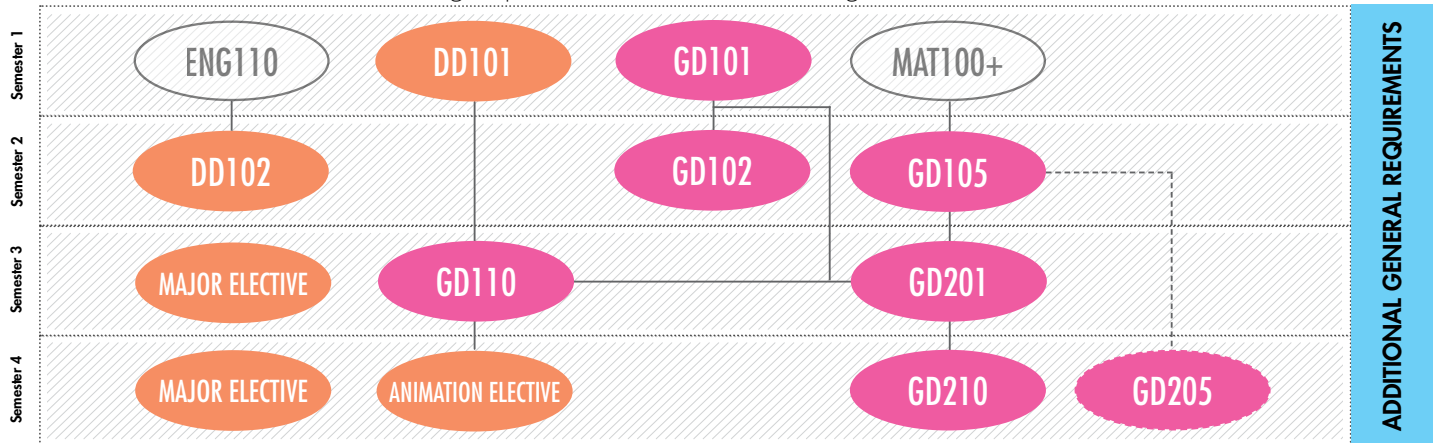 Semester 1
ENG110
DD101
GD101
MAT100+
Semester 2
DD102
GD102
GD105
Semester 3
MAJOR ELECTIVE
GD110
GD201
Semester 4
MAJOR ELECTIVE
ANIMATION ELECTIVE
GD210
GD205
ADDITIONAL GENERAL REQUIREMENTS